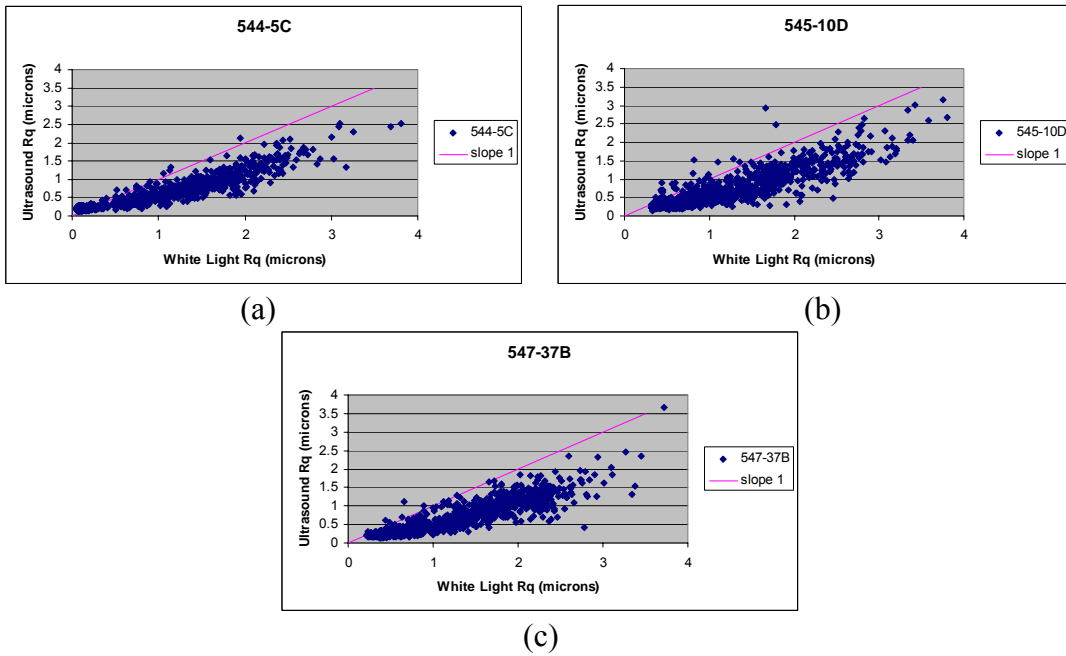 544-5C
Ultrasound Rq (microns)
4
3.5
3
2.5
2
1.5
1
0.5
0
0 1 2 3 4
White Light Rq (microns)
544-5C
slope 1
(a)
545-10D
Ultrasound Rq (microns)
4
3.5
3
2.5
2
1.5
1
0.5
0
0 1 2 3 4
White Light Rq (microns)
545-10D
slope 1
(b)
547-37B
Ultrasound Rq (microns)
4
3.5
3
2.5
2
1.5
1
0.5
0
0 1 2 3 4
White Light Rq (microns)
547-37B
slope 1
(c)